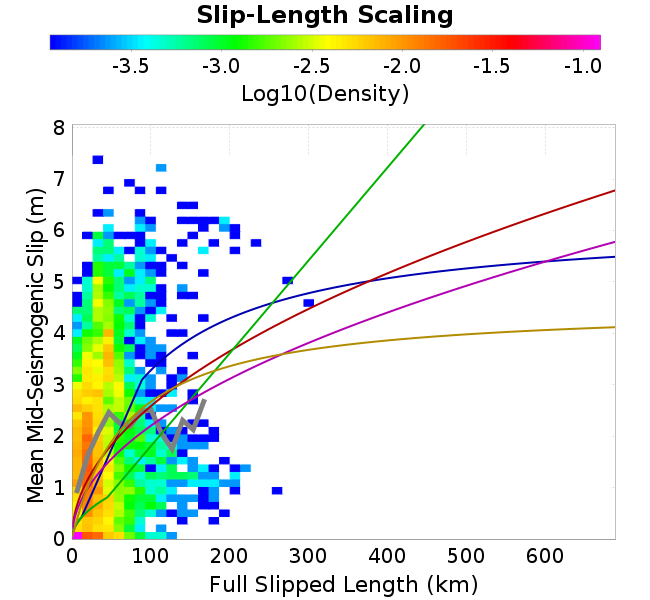 Slip-Length Scaling
-3.5 -3.0 -2.5 -2.0 -1.5 -1.0
Log10(Density)
Mean Mid-Seismogenic Slip (m)
8
7
6
5
4
3
2
1
0
0 100 200 300 400 500 600
Full Slipped Length (km)